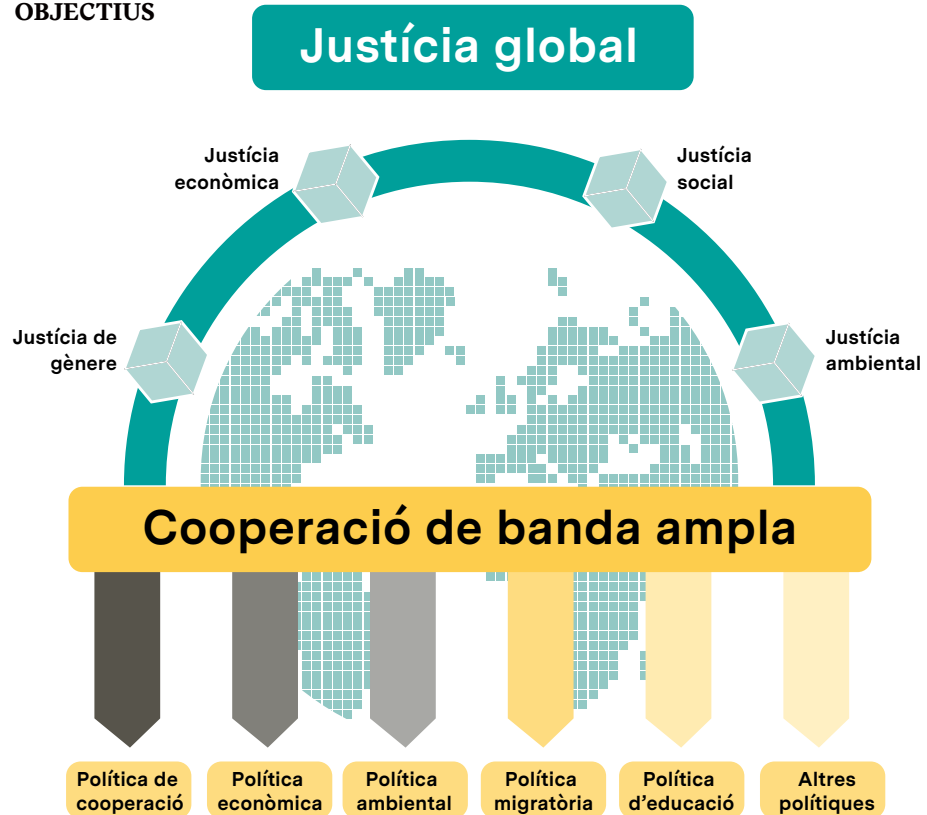 OBJECTIUS
Justícia global
Justícia
econòmica
Justícia
social
Justícia de
gènere
Justícia
ambiental
Cooperació de banda ampla
Política de
cooperació
Política
econòmica
Política
ambiental
Política
migratòria
Política
d'educació
Altres
polítiques